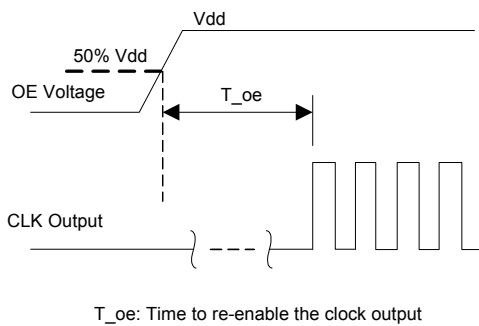 Vdd
50% Vdd
OE Voltage
T_oe
CLK Output
T_oe: Time to re-enable the clock output